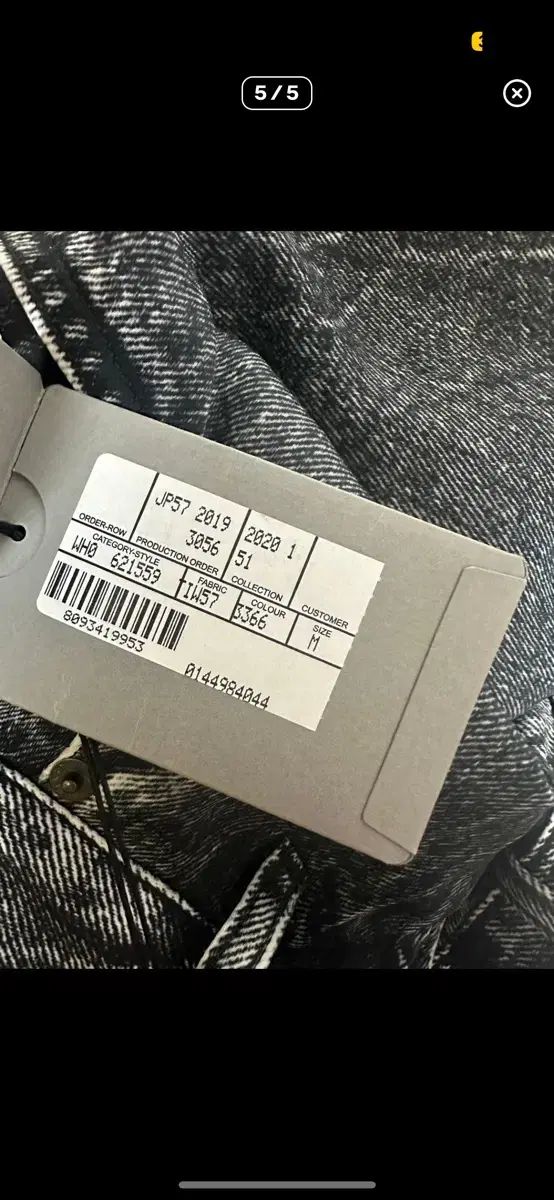 5/5
JP57 2019
3056
2020 1
51
ORDER-ROW
PRODUCTION ORDER
COLLECTION
CUSTOMER
CATEGORY-STYLE
FABRIC
COLOUR
SIZE
WH0 621559
TIW57
3366
M
8093419953
0144984044